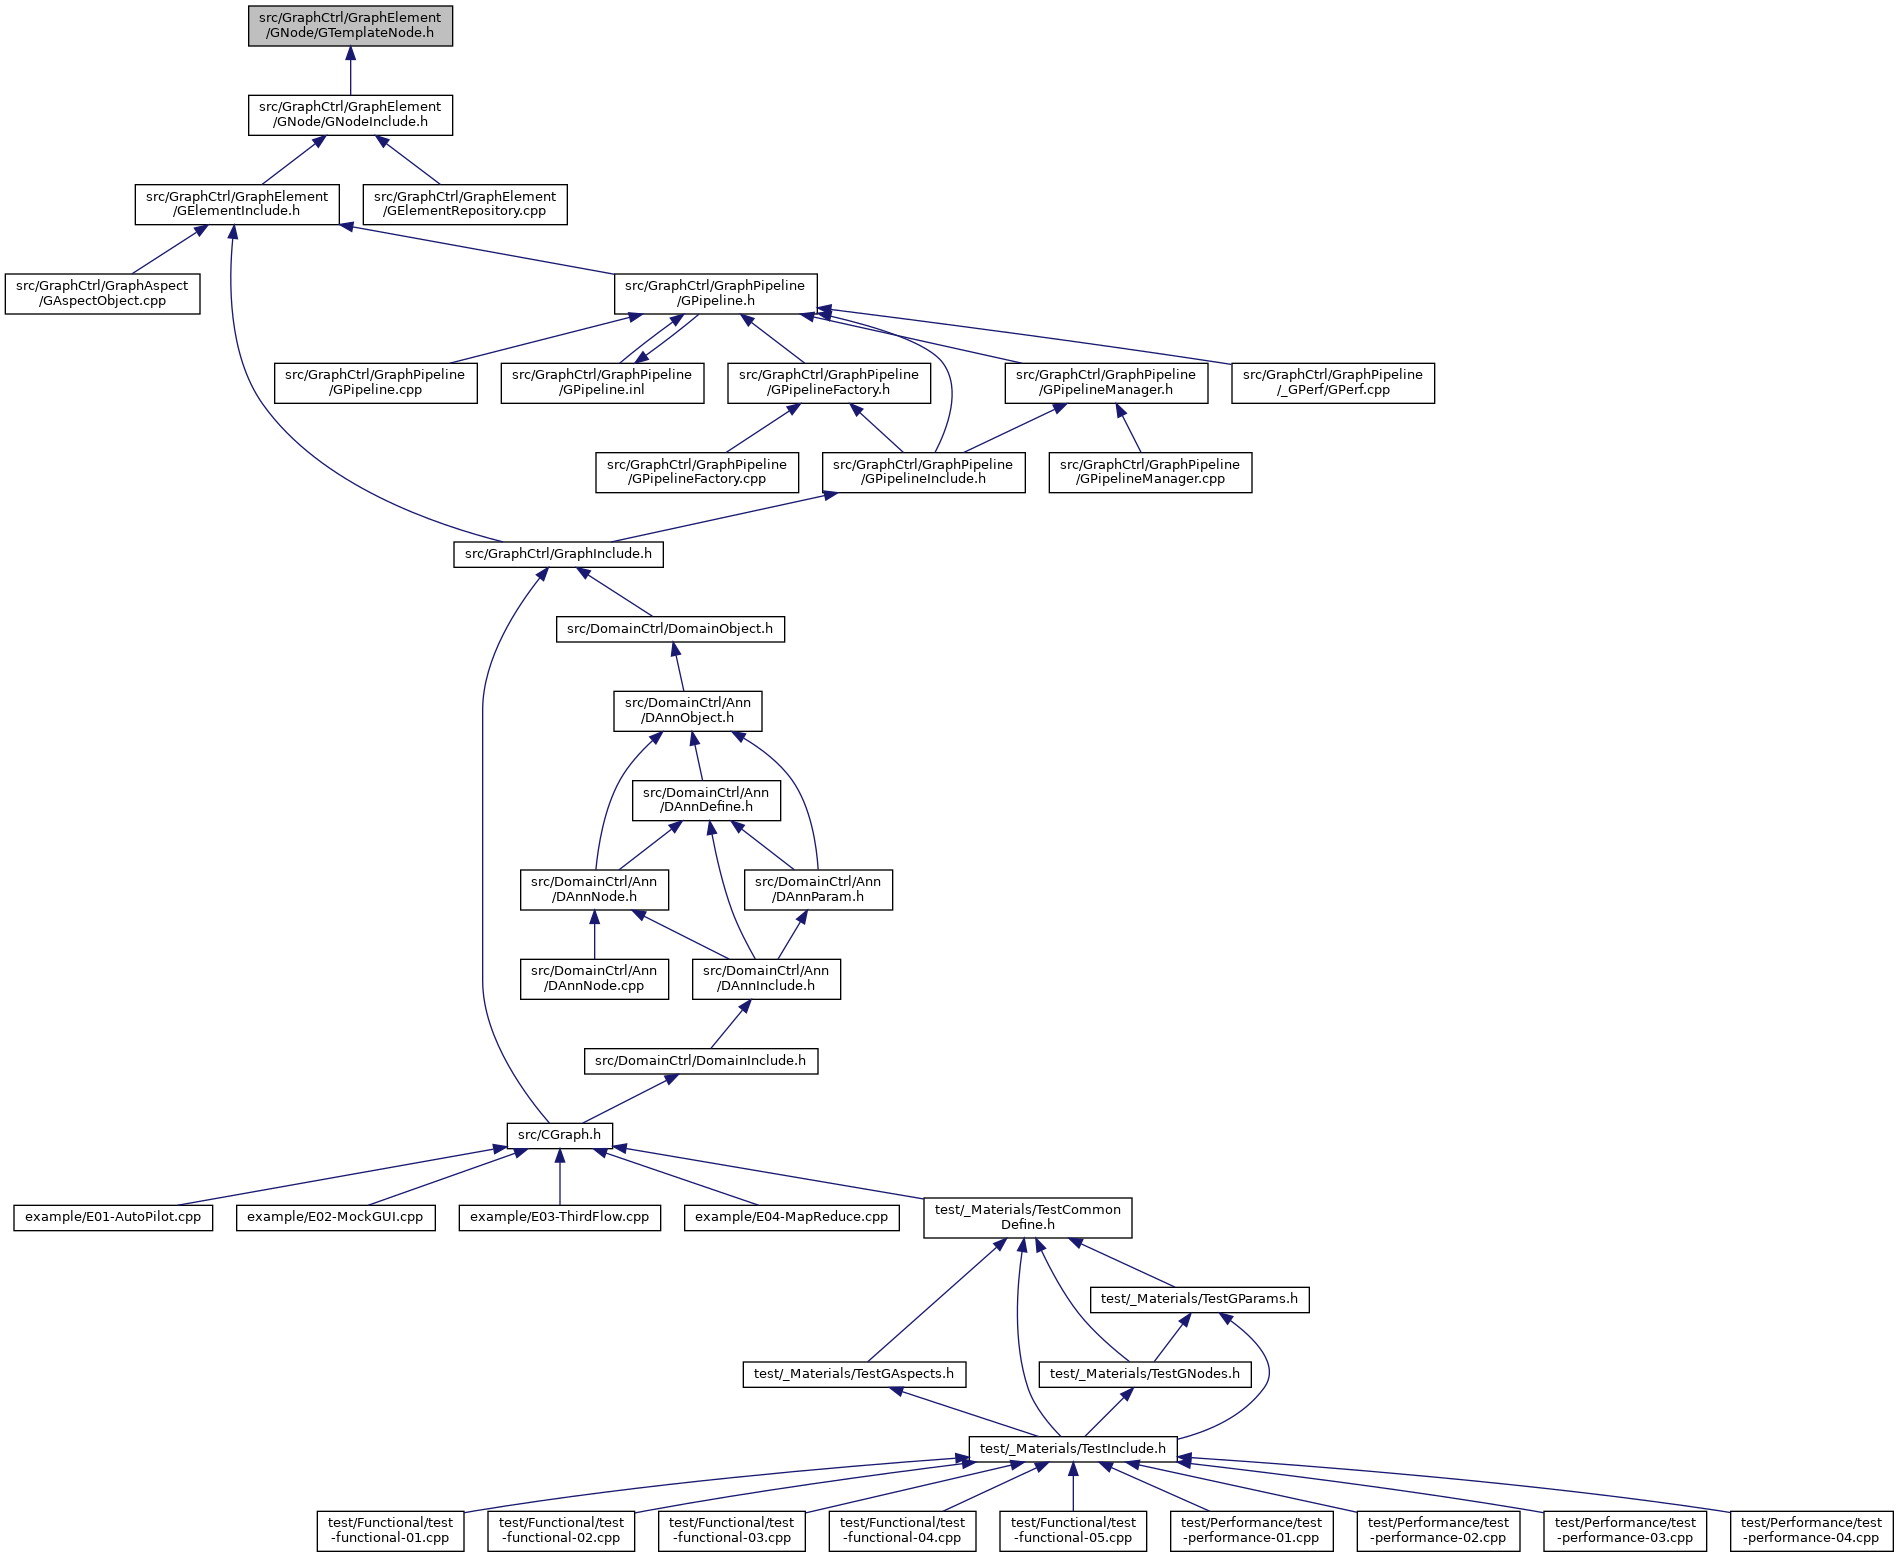 src/GraphCtrl/GraphElement
/GNode/GTemplateNode.h
src/GraphCtrl/GraphElement
/GNode/GNodeInclude.h
src/GraphCtrl/GraphElement
/GElementInclude.h
src/GraphCtrl/GraphElement
/GElementRepository.cpp
src/GraphCtrl/GraphAspect
/GAspectObject.cpp
src/GraphCtrl/GraphPipeline
/GPipeline.h
src/GraphCtrl/GraphPipeline
/GPipeline.cpp
src/GraphCtrl/GraphPipeline
/GPipeline.inl
src/GraphCtrl/GraphPipeline
/GPipelineFactory.h
src/GraphCtrl/GraphPipeline
/GPipelineManager.h
src/GraphCtrl/GraphPipeline
/_GPerf/GPerf.cpp
src/GraphCtrl/GraphPipeline
/GPipelineFactory.cpp
src/GraphCtrl/GraphPipeline
/GPipelineInclude.h
src/GraphCtrl/GraphPipeline
/GPipelineManager.cpp
src/GraphCtrl/GraphInclude.h
src/DomainCtrl/DomainObject.h
src/DomainCtrl/Ann
/DAnnObject.h
src/DomainCtrl/Ann
/DAnnDefine.h
src/DomainCtrl/Ann
/DAnnNode.h
src/DomainCtrl/Ann
/DAnnParam.h
src/DomainCtrl/Ann
/DAnnNode.cpp
src/DomainCtrl/Ann
/DAnnInclude.h
src/DomainCtrl/DomainInclude.h
src/CGraph.h
example/E01-AutoPilot.cpp
example/E02-MockGUI.cpp
example/E03-ThirdFlow.cpp
example/E04-MapReduce.cpp
test/_Materials/TestCommon
Define.h
test/_Materials/TestGParams.h
test/_Materials/TestGAspects.h
test/_Materials/TestGNodes.h
test/_Materials/TestInclude.h
test/Functional/test
-functional-01.cpp
test/Functional/test
-functional-02.cpp
test/Functional/test
-functional-03.cpp
test/Functional/test
-functional-04.cpp
test/Functional/test
-functional-05.cpp
test/Performance/test
-performance-01.cpp
test/Performance/test
-performance-02.cpp
test/Performance/test
-performance-03.cpp
test/Performance/test
-performance-04.cpp